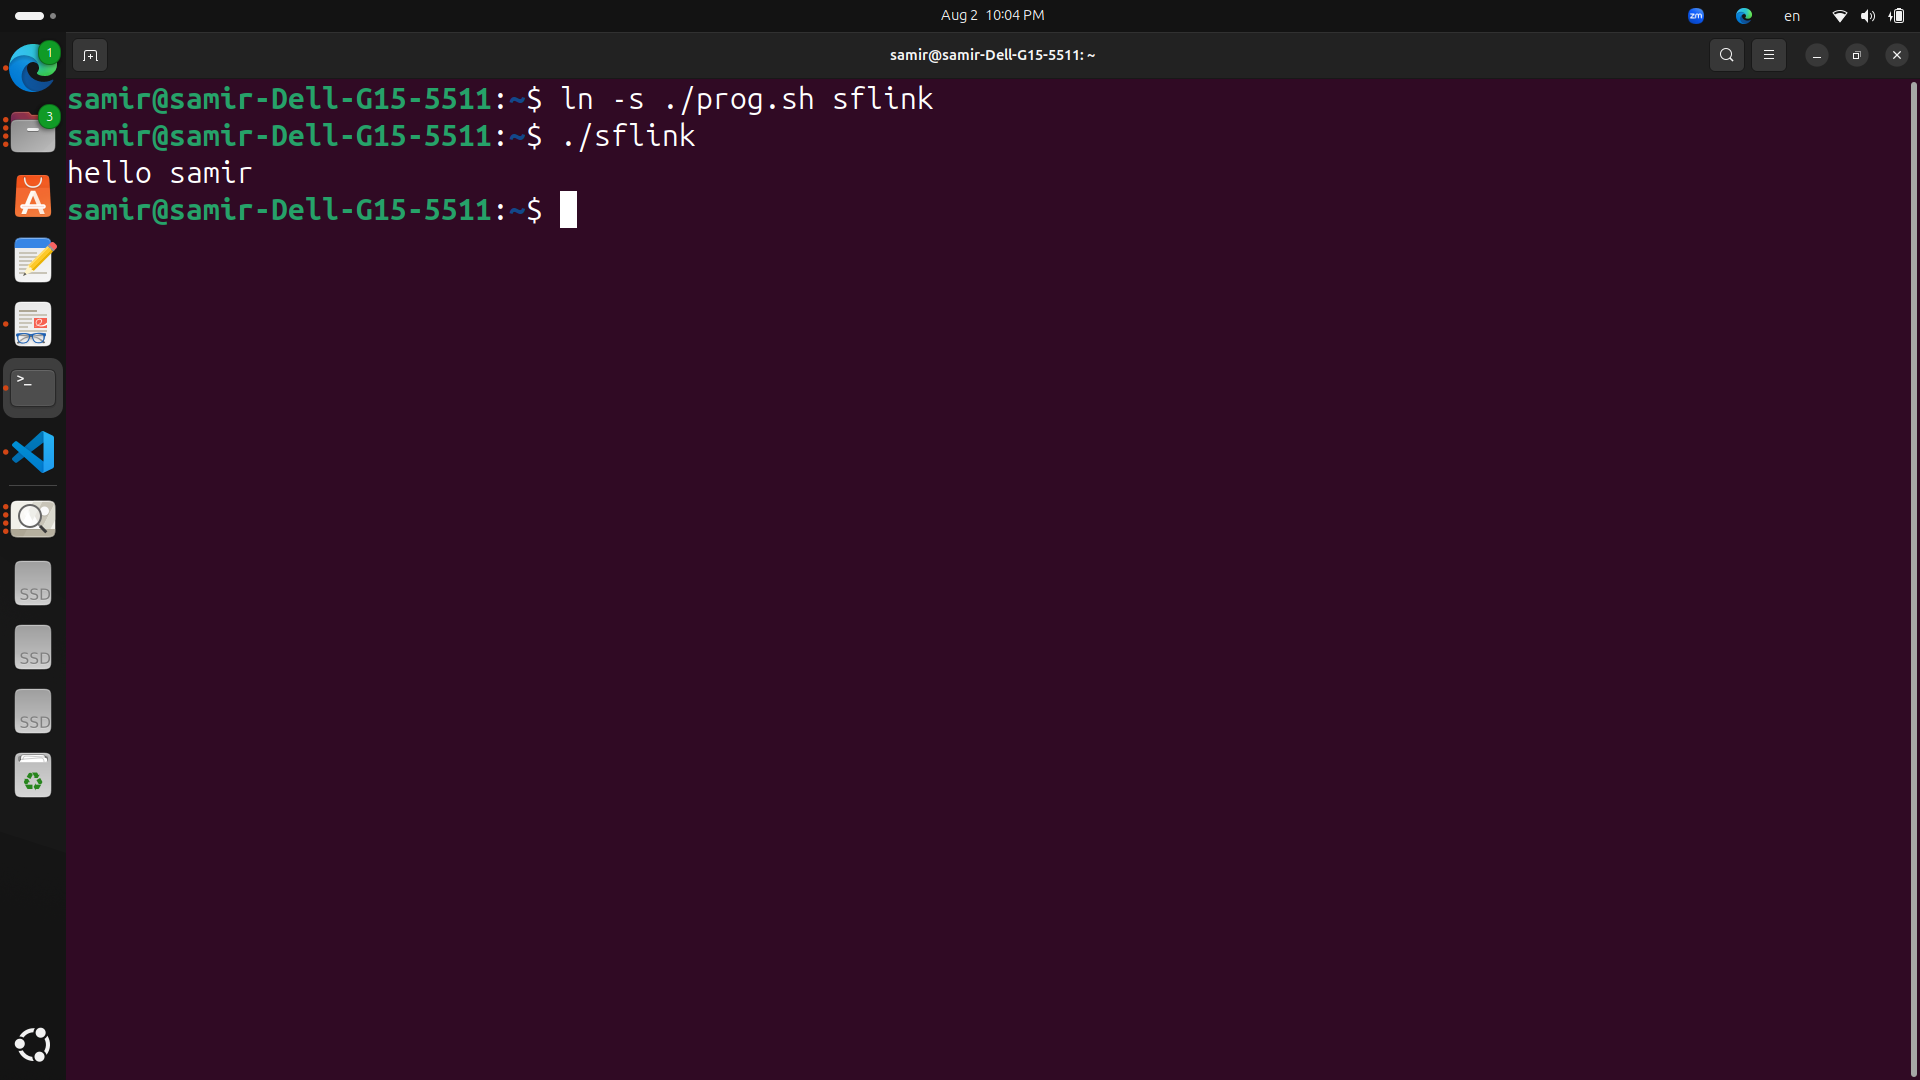 Aug 2 10:04 PM
zm
en
samir@samir-Dell-G15-5511: ~
1
samir@samir-Dell-G15-5511:~$ ln -s ./prog.sh sflink
3
samir@samir-Dell-G15-5511:~$ ./sflink
hello samir
samir@samir-Dell-G15-5511:~$
>_
SSD
SSD
SSD